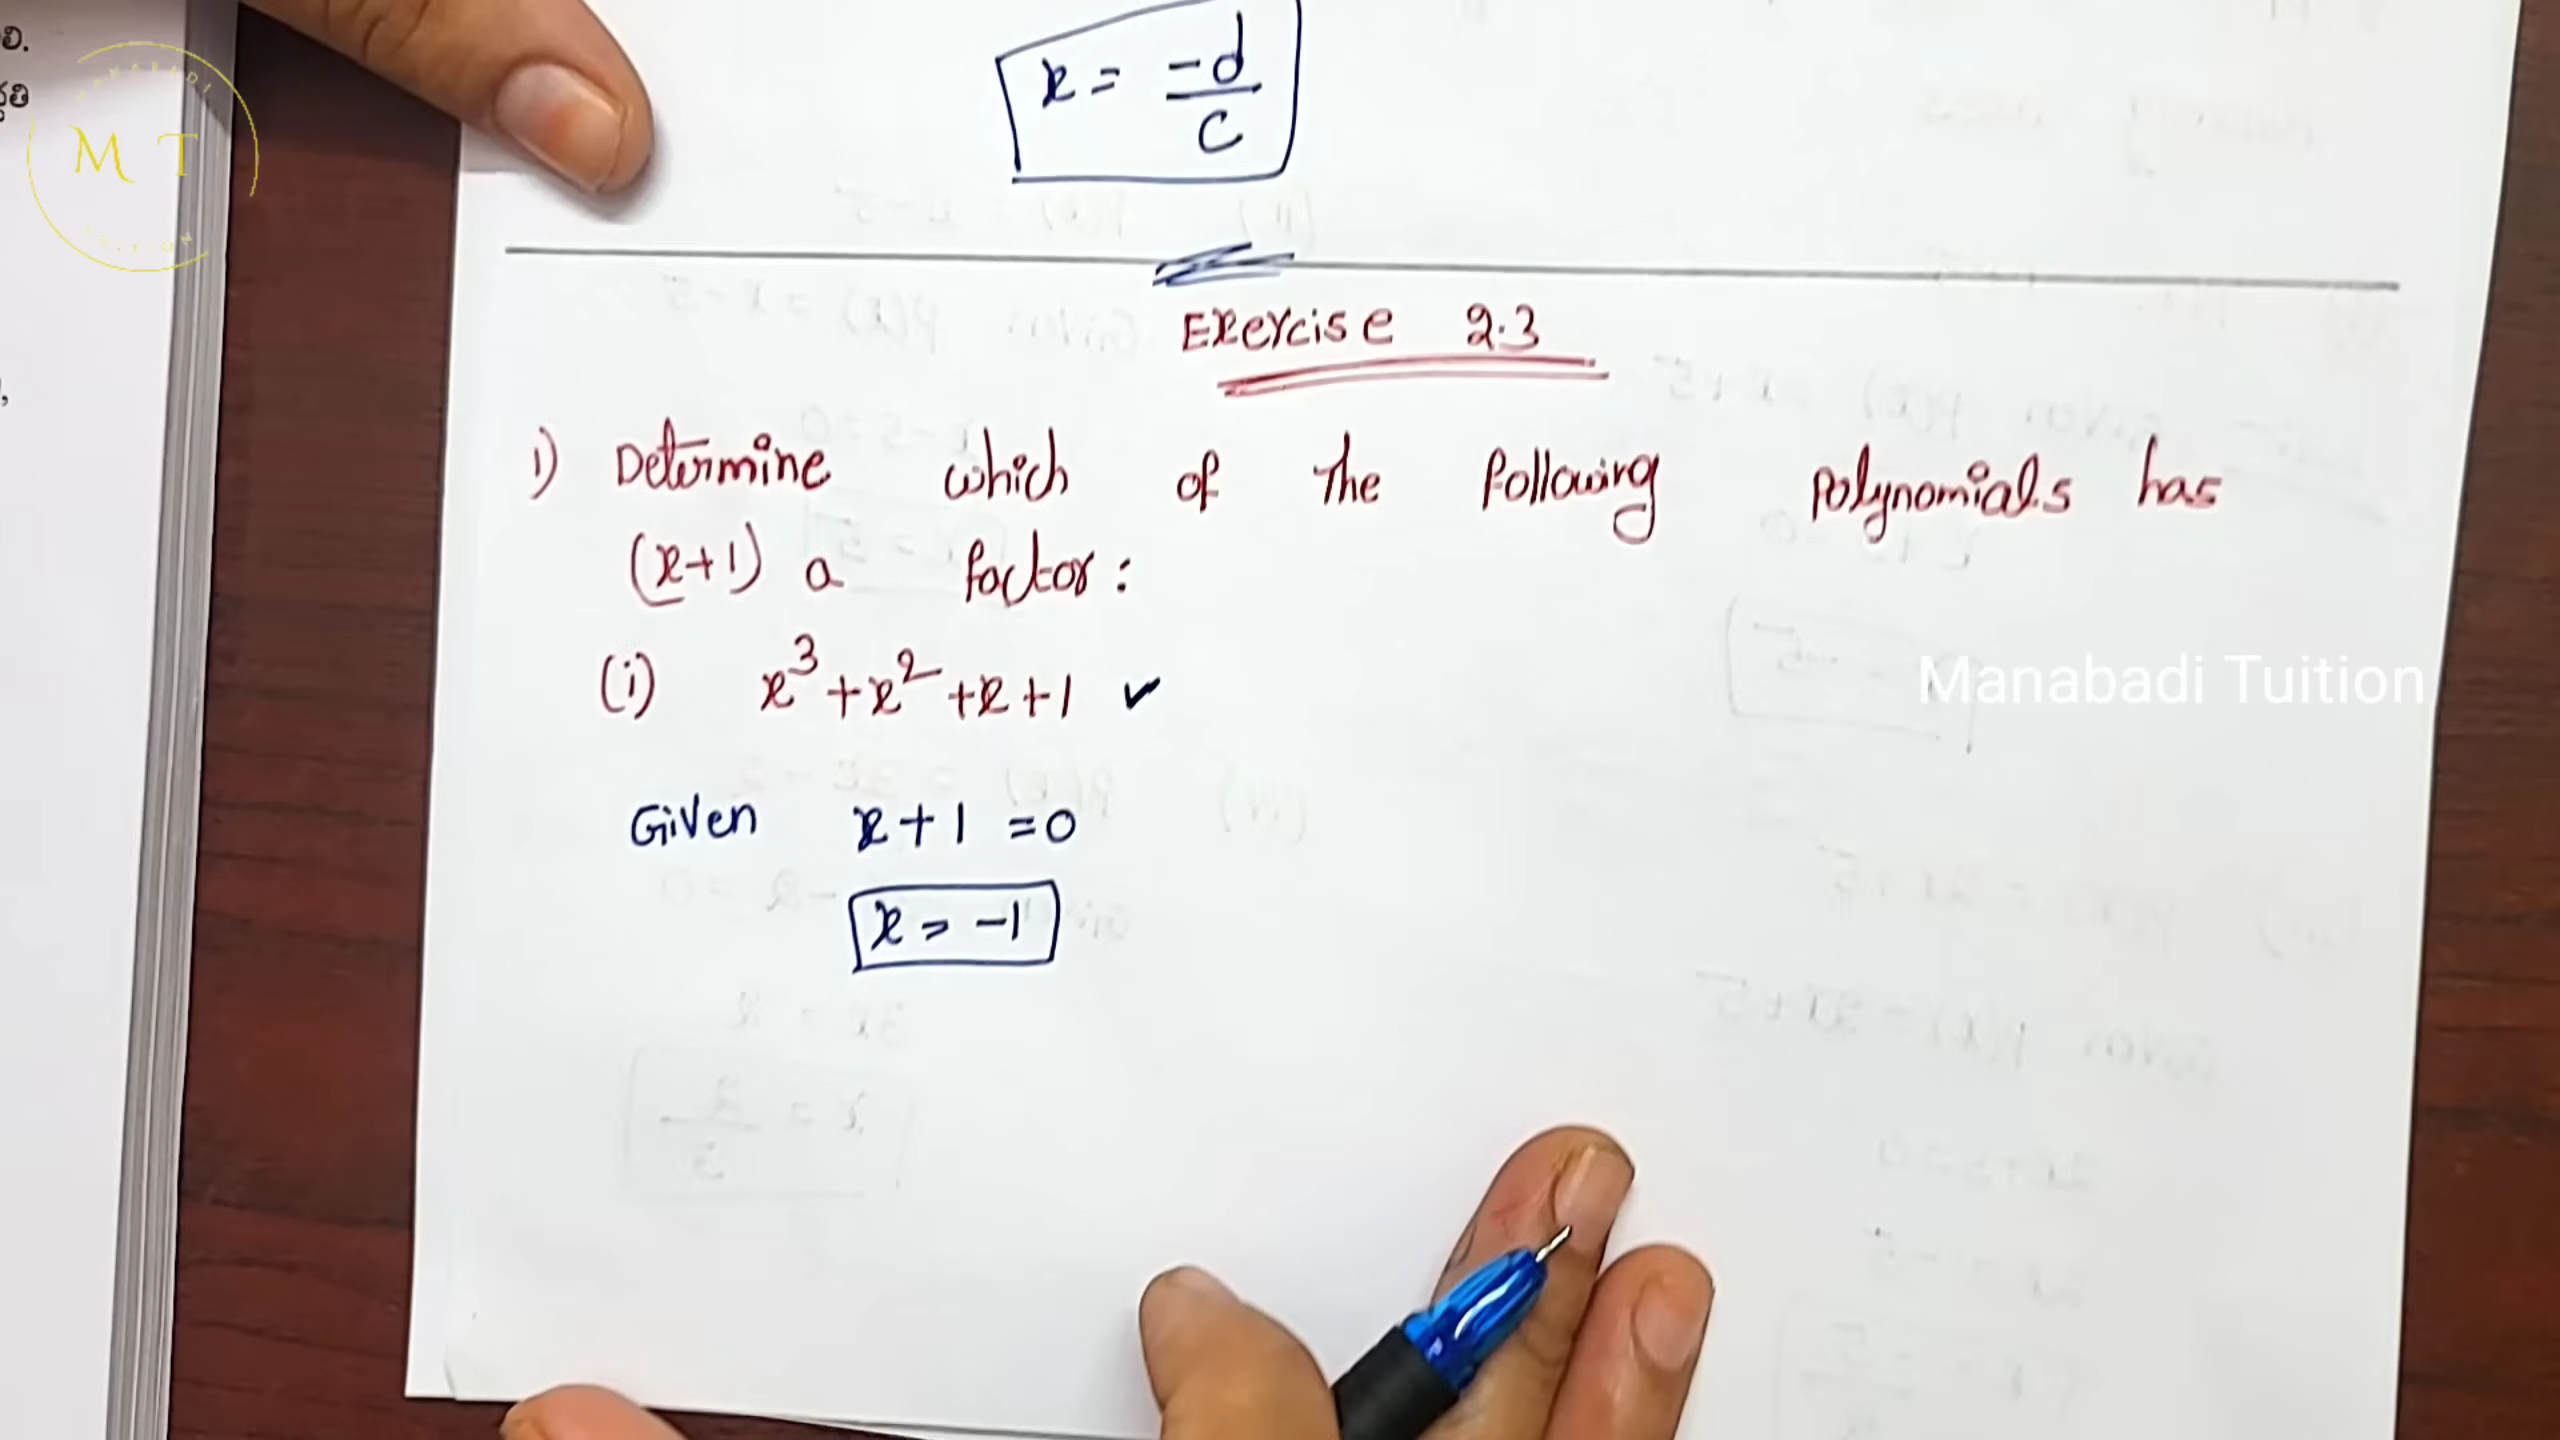 లి.
M T
x = -d/c
Exercise 2.3
1) Determine which of the following polynomials has
(x+1) a factor:
(i) x³+x²+x+1 ✓
Manabadi Tuition
Given x+1 =0
x = -1